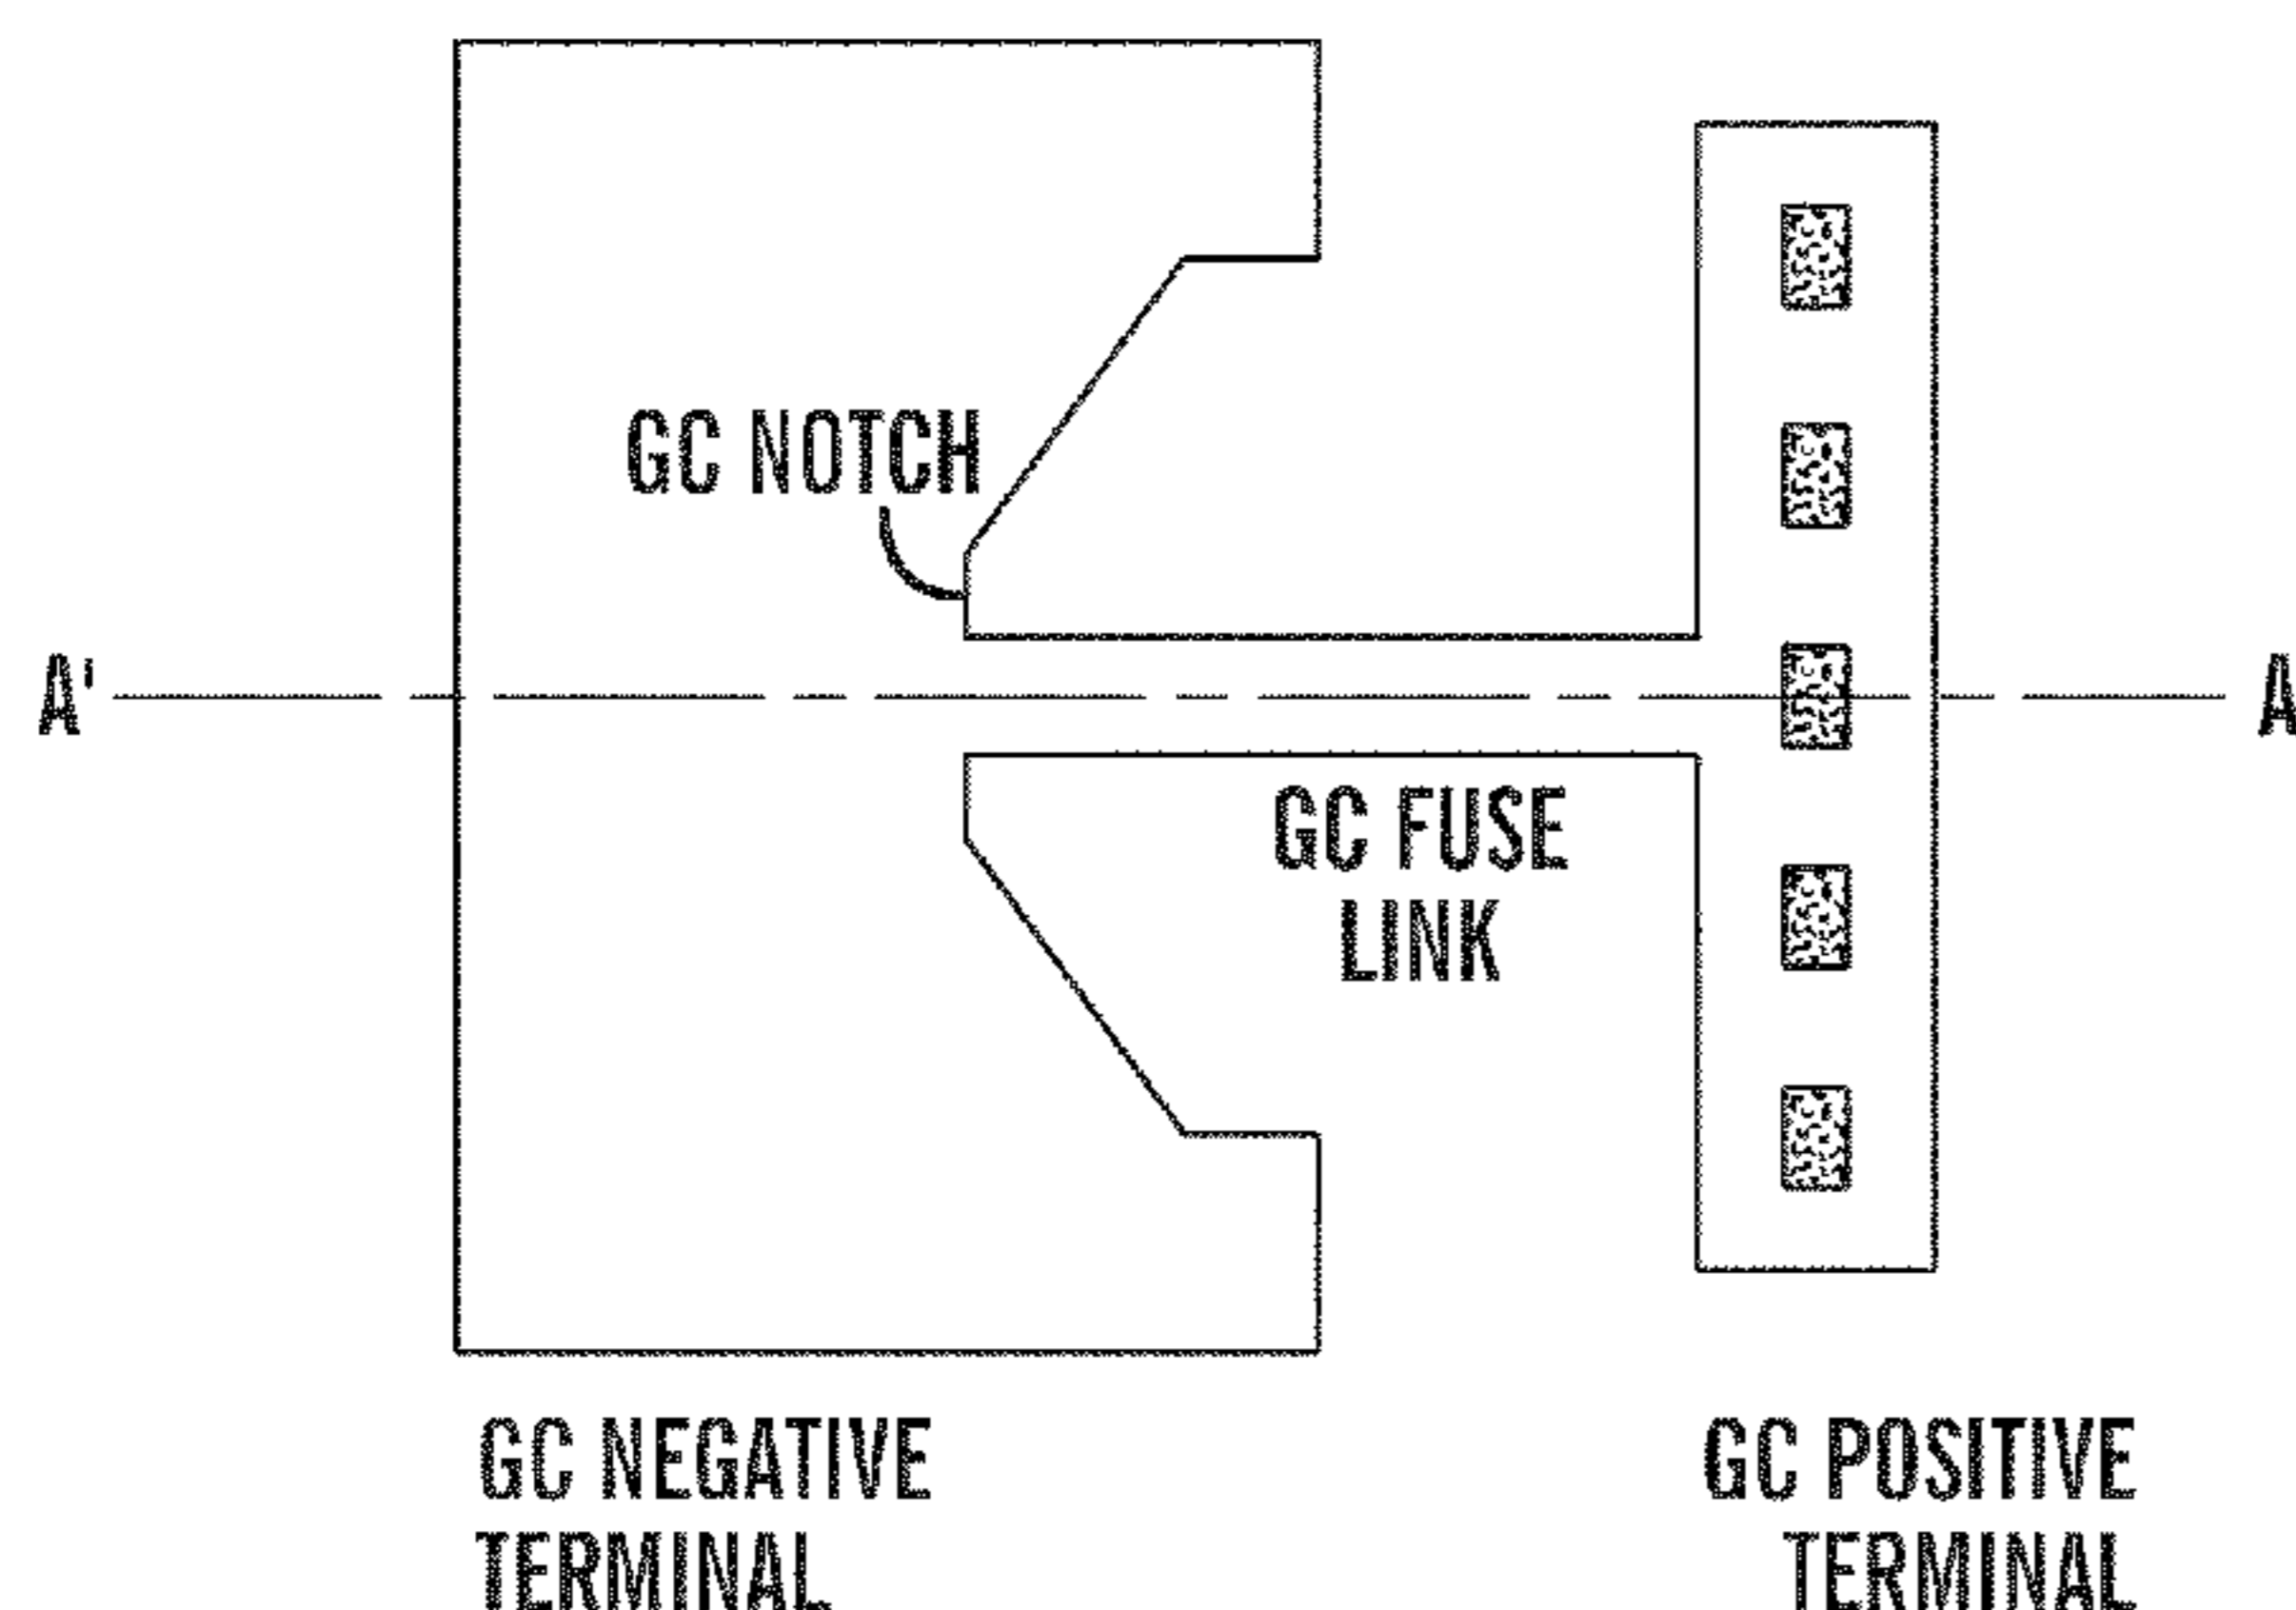 GC NOTCH
A'
A
GC FUSE
LINK
GC NEGATIVE
TERMINAL
GC POSITIVE
TERMINAL